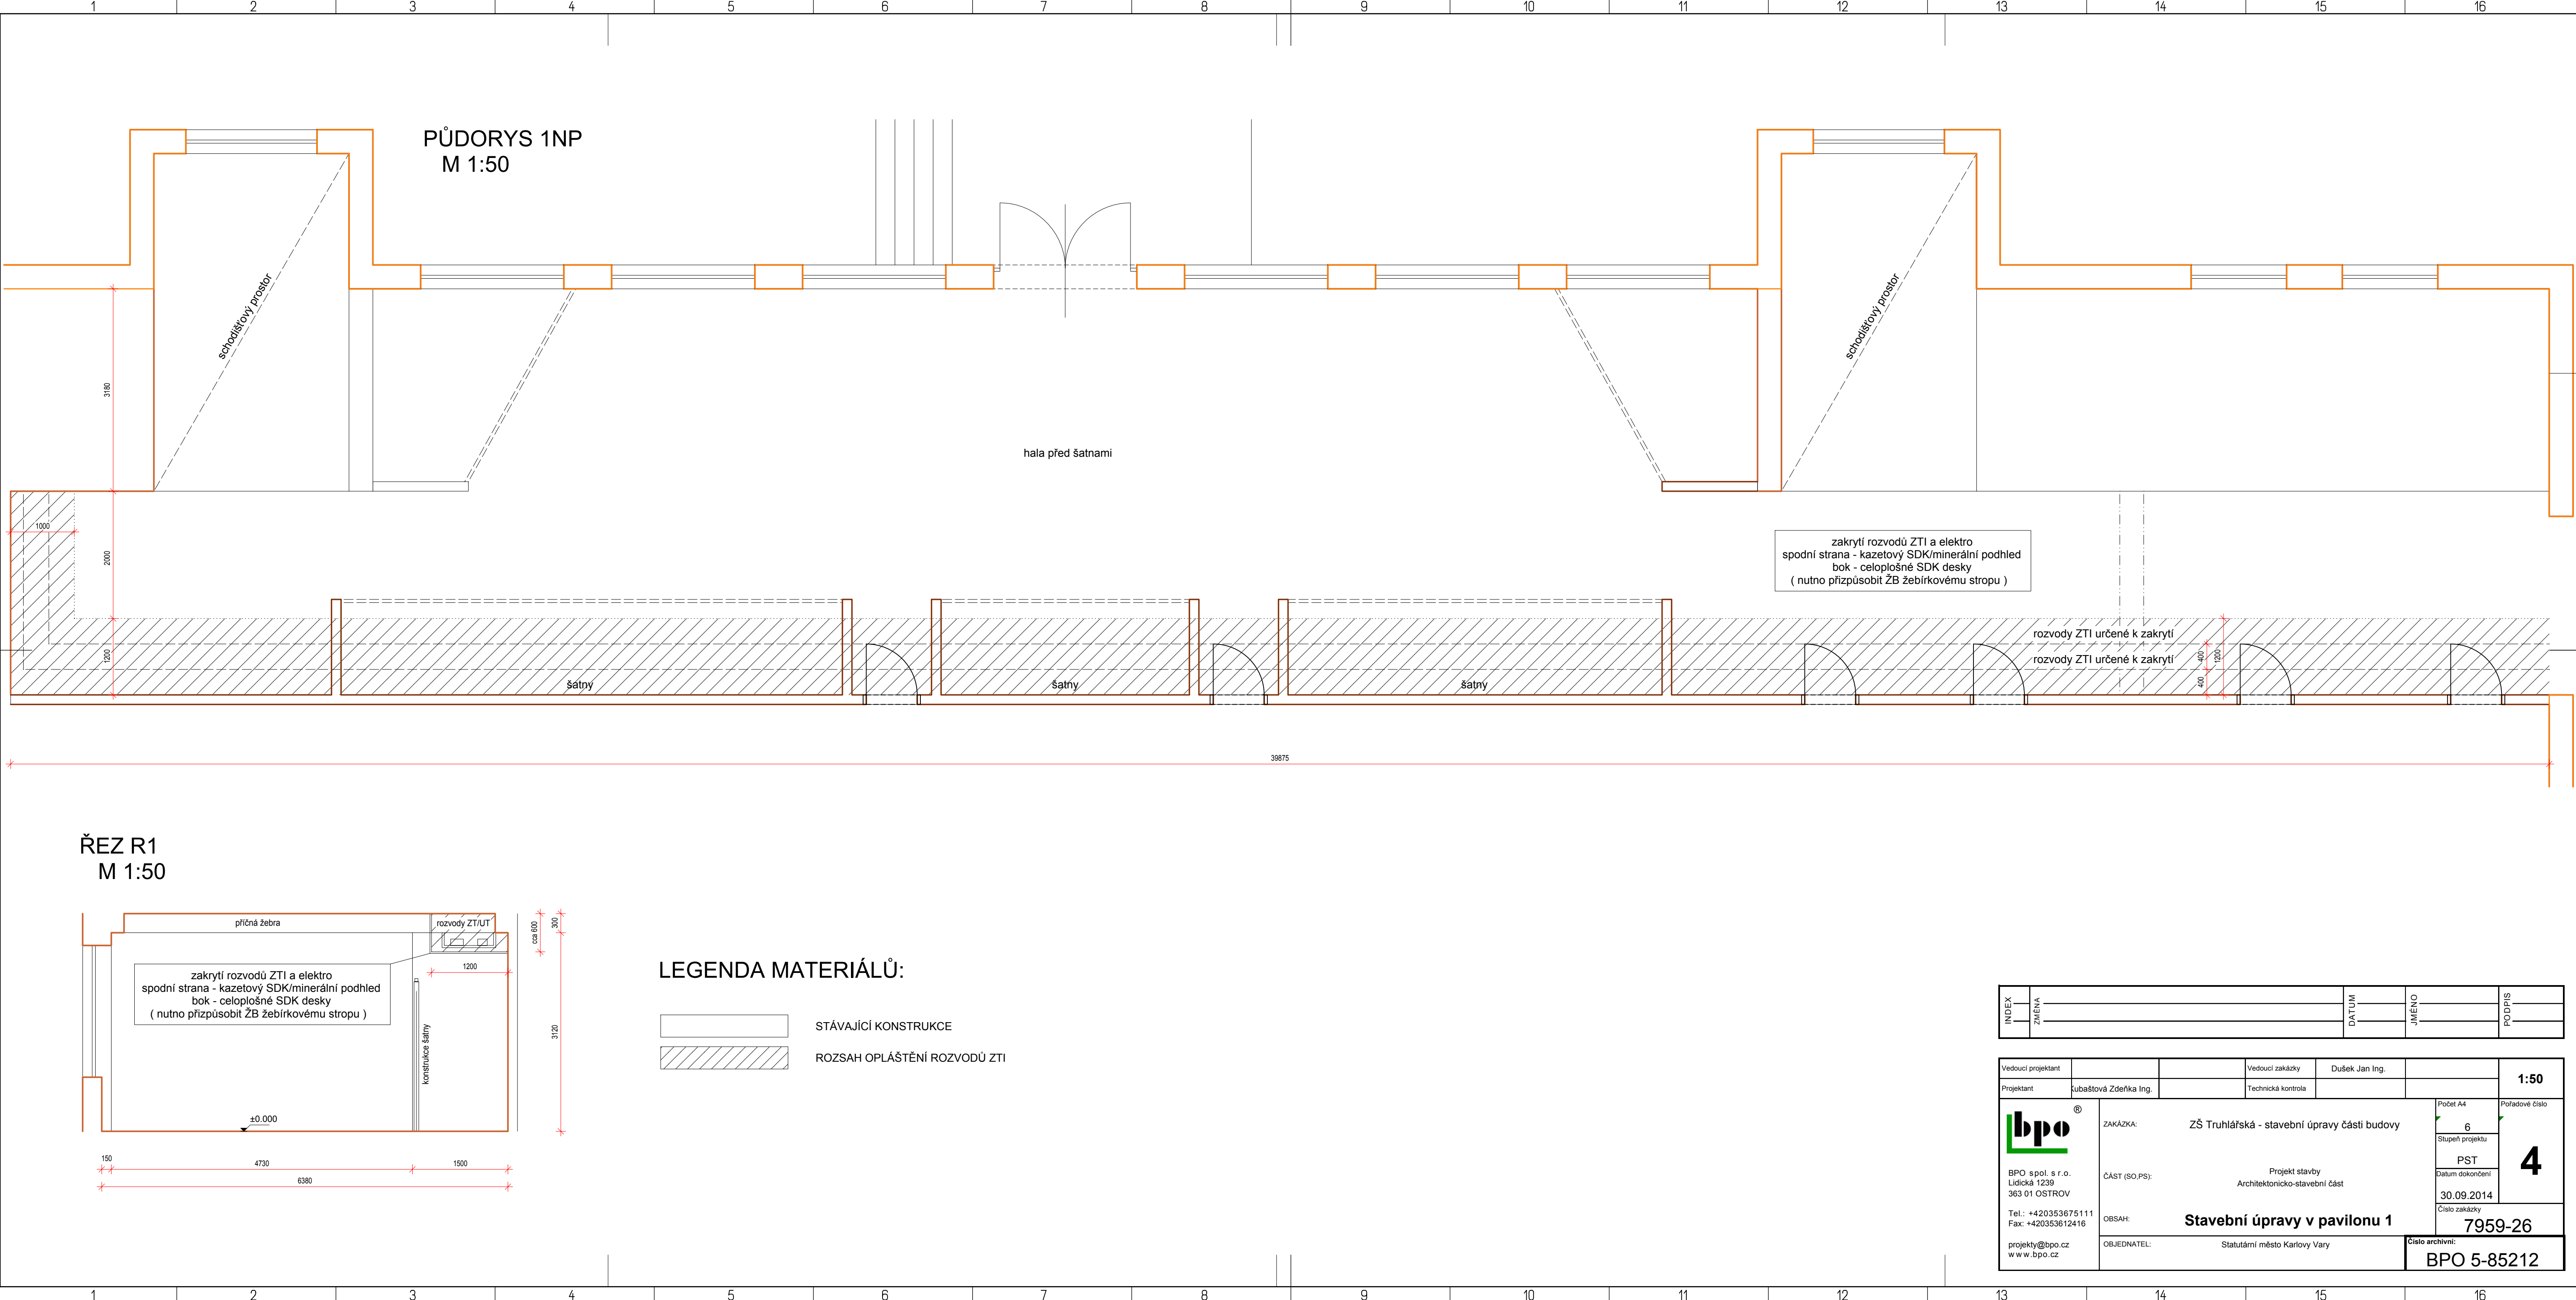 1 2 3 4 5 6 7 8 9 10 11 12 13 14 15 16
PŮDORYS 1NP
M 1:50
schodišťový prostor
schodišťový prostor
3180
hala před šatnami
1000
2000
zakrytí rozvodů ZTI a elektro
spodní strana - kazetový SDK/minerální podhled
bok - celoplošné SDK desky
( nutno přizpůsobit ŽB žebírkovému stropu )
1200
rozvody ZTI určené k zakrytí
rozvody ZTI určené k zakrytí
400
1200
400
šatny
šatny
šatny
39875
ŘEZ R1
M 1:50
příčná žebra
rozvody ZT/UT
cca 600
300
zakrytí rozvodů ZTI a elektro
spodní strana - kazetový SDK/minerální podhled
bok - celoplošné SDK desky
( nutno přizpůsobit ŽB žebírkovému stropu )
1200
konstrukce šatny
3120
±0.000
150
4730
1500
6380
LEGENDA MATERIÁLŮ:
STÁVAJÍCÍ KONSTRUKCE
ROZSAH OPLÁŠTĚNÍ ROZVODŮ ZTI
INDEX
ZMĚNA
DATUM
JMÉNO
PODPIS
Vedoucí projektant
Vedoucí zakázky
Dušek Jan Ing.
1:50
Projektant
Kubaštová Zdeňka Ing.
Technická kontrola
bpo ®
BPO spol. s r.o.
Lidická 1239
363 01 OSTROV
Tel.: +420353675111
Fax: +420353612416
projekty@bpo.cz
www.bpo.cz
ZAKÁZKA:
ZŠ Truhlářská - stavební úpravy části budovy
ČÁST (SO,PS):
Projekt stavby
Architektonicko-stavební část
OBSAH:
Stavební úpravy v pavilonu 1
OBJEDNATEL:
Statutární město Karlovy Vary
Počet A4
6
Pořadové číslo
4
Stupeň projektu
PST
Datum dokončení
30.09.2014
Číslo zakázky
7959-26
Číslo archivní:
BPO 5-85212
1 2 3 4 5 6 7 8 9 10 11 12 13 14 15 16